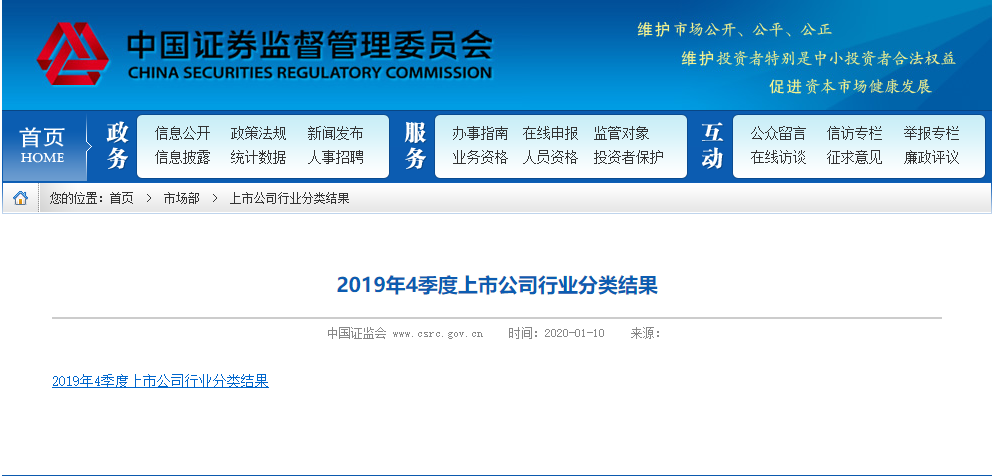 中国证券监督管理委员会
CHINA SECURITIES REGULATORY COMMISSION
维护市场公开、公平、公正
维护投资者特别是中小投资者合法权益
促进资本市场健康发展
首页
HOME
政务
信息公开 政策法规 新闻发布
信息披露 统计数据 人事招聘
服务
办事指南 在线申报 监管对象
业务资格 人员资格 投资者保护
互动
公众留言 信访专栏 举报专栏
在线访谈 征求意见 廉政评议
您的位置：首页 > 市场部 > 上市公司行业分类结果
2019年4季度上市公司行业分类结果
中国证监会 www.csrc.gov.cn 时间：2020-01-10 来源：
2019年4季度上市公司行业分类结果